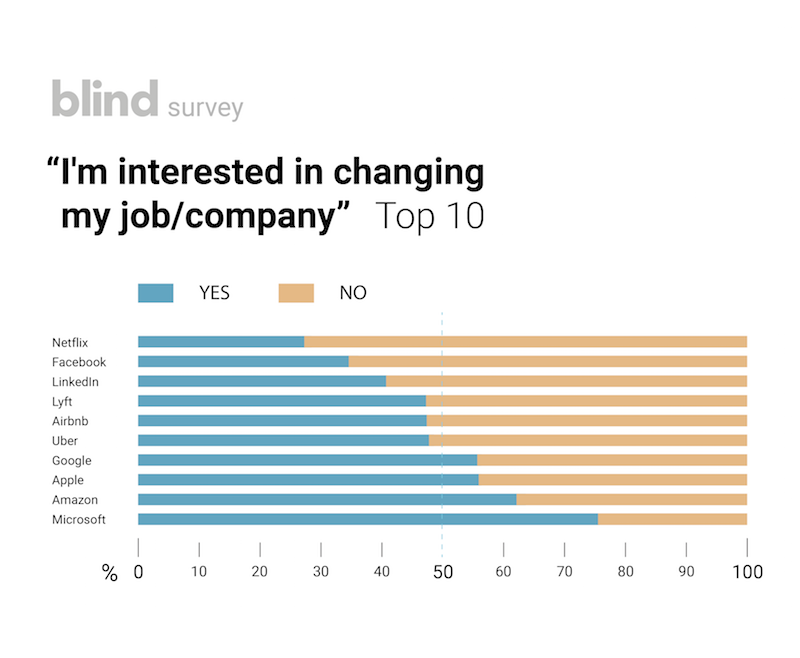 blind survey
“I'm interested in changing
my job/company” Top 10
YES NO
Netflix
Facebook
LinkedIn
Lyft
Airbnb
Uber
Google
Apple
Amazon
Microsoft
% 0 10 20 30 40 50 60 70 80 90 100